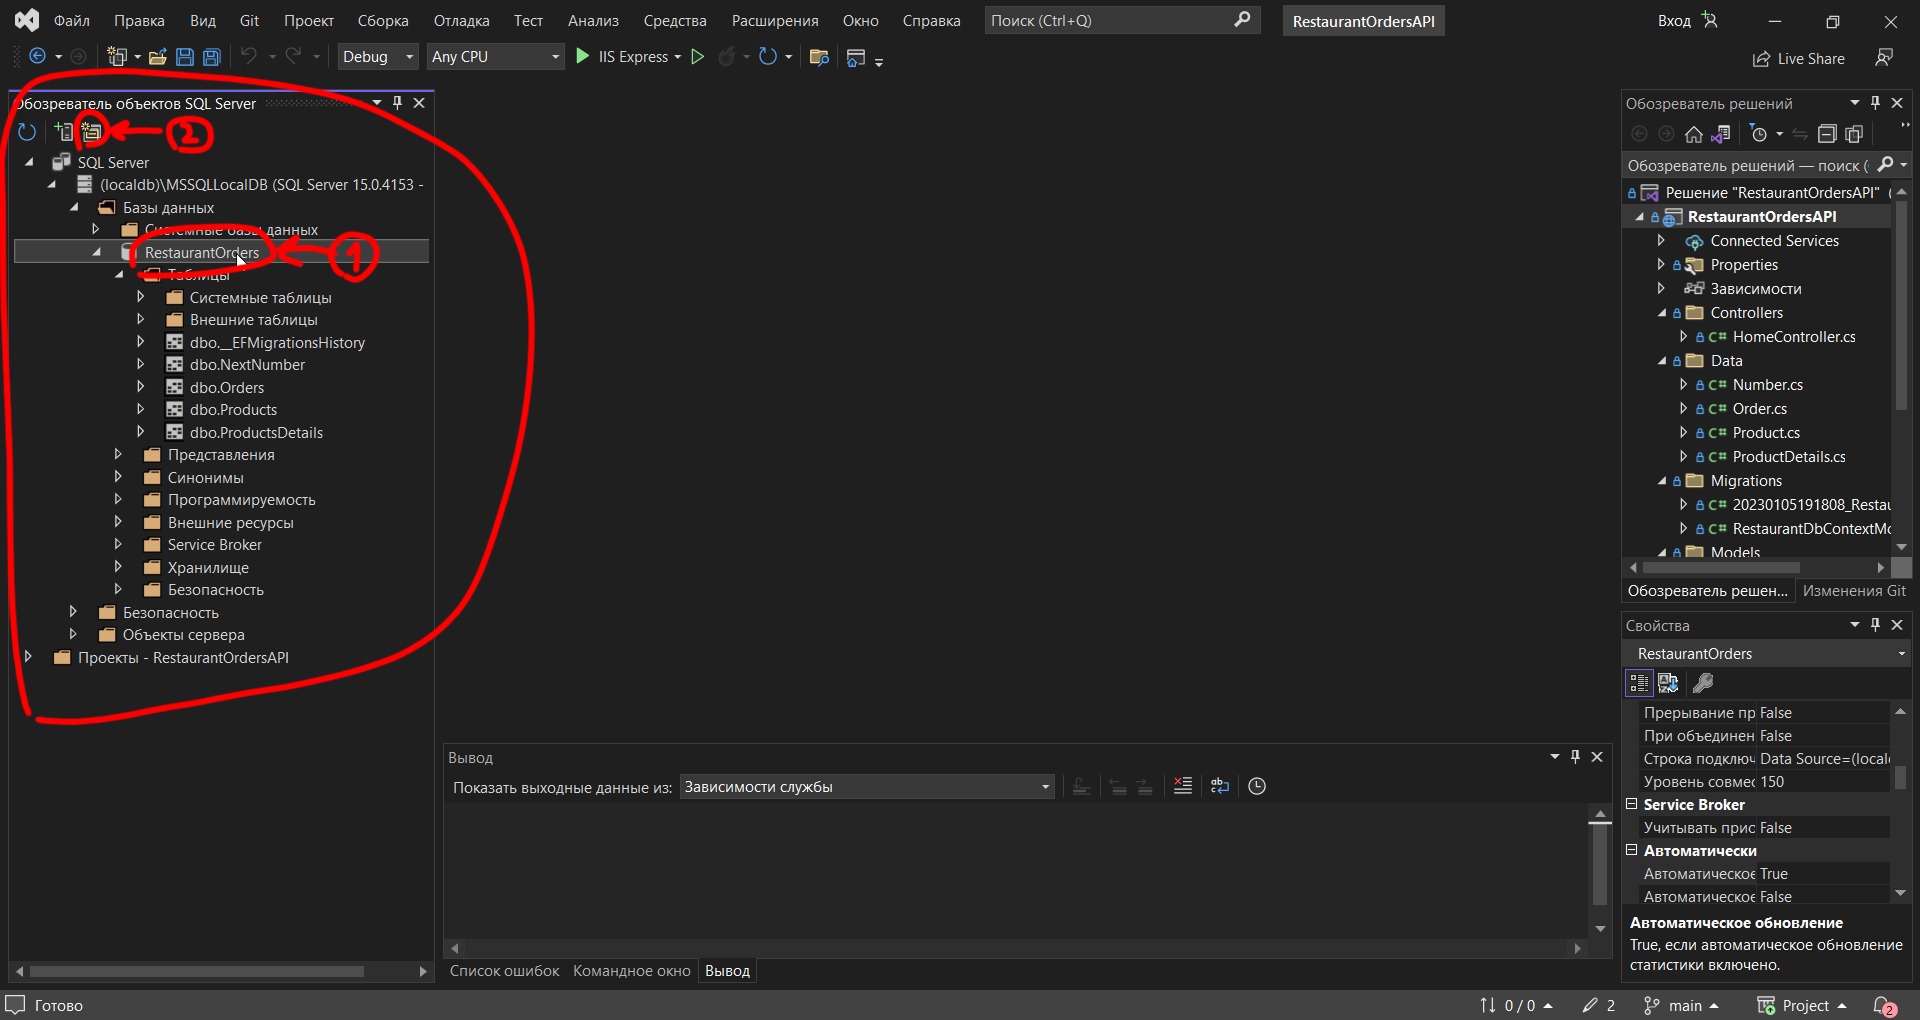 Файл Правка Вид Git Проект Сборка Отладка Тест Анализ Средства Расширения Окно Справка Поиск (Ctrl+Q) RestaurantOrdersAPI Вход
Debug Any CPU IIS Express Live Share
Обозреватель объектов SQL Server
2
SQL Server
(localdb)\MSSQLLocalDB (SQL Server 15.0.4153 -
Базы данных
Системные базы данных
RestaurantOrders
1
Таблицы
Системные таблицы
Внешние таблицы
dbo.__EFMigrationsHistory
dbo.NextNumber
dbo.Orders
dbo.Products
dbo.ProductsDetails
Представления
Синонимы
Программируемость
Внешние ресурсы
Service Broker
Хранилище
Безопасность
Безопасность
Объекты сервера
Проекты - RestaurantOrdersAPI
Вывод
Показать выходные данные из: Зависимости службы
Список ошибок Командное окно Вывод
Обозреватель решений
Обозреватель решений — поиск (
Решение "RestaurantOrdersAPI" (
RestaurantOrdersAPI
Connected Services
Properties
Зависимости
Controllers
C# HomeController.cs
Data
C# Number.cs
C# Order.cs
C# Product.cs
C# ProductDetails.cs
Migrations
C# 20230105191808_Restau
C# RestaurantDbContextMo
Models
Обозреватель решен... Изменения Git
Свойства
RestaurantOrders
Прерывание пр False
При объединен False
Строка подключ Data Source=(locald
Уровень совмес 150
Service Broker
Учитыватьприс False
Автоматически
Автоматическое True
Автоматическое False
Автоматическое обновление
True, если автоматическое обновление
статистики включено.
Готово 0 / 0 2 main Project 2